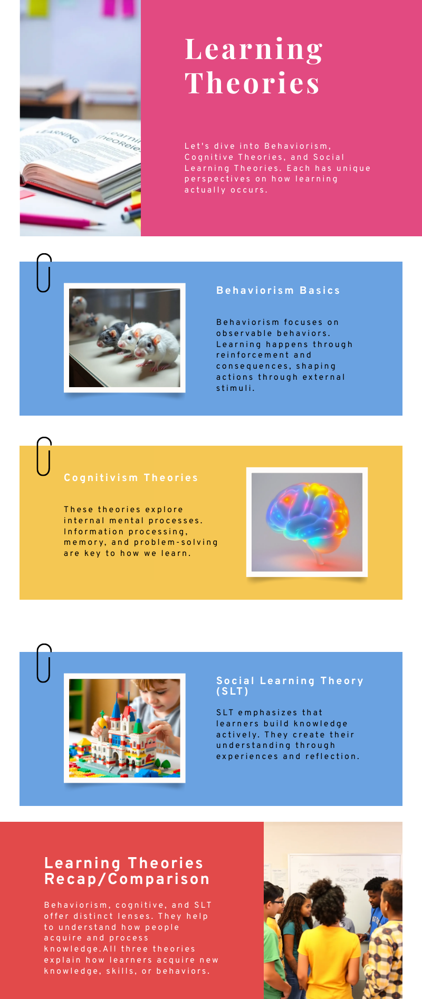 LEARNING
Learning
Theories
Let's dive into Behaviorism,
Cognitive Theories, and Social
Learning Theories. Each has unique
perspectives on how learning
actually occurs.
Behaviorism Basics
Behaviorism focuses on
observable behaviors.
Learning happens through
reinforcement and
consequences, shaping
actions through external
stimuli.
Cognitivism Theories
These theories explore
internal mental processes.
Information processing,
memory, and problem-solving
are key to how we learn.
Social Learning Theory
(SLT)
SLT emphasizes that
learners build knowledge
actively. They create their
understanding through
experiences and reflection.
Learning Theories
Recap/Comparison
Behaviorism, cognitive, and SLT
offer distinct lenses. They help
to understand how people
acquire and process
knowledge.All three theories
explain how learners acquire new
knowledge, skills, or behaviors.